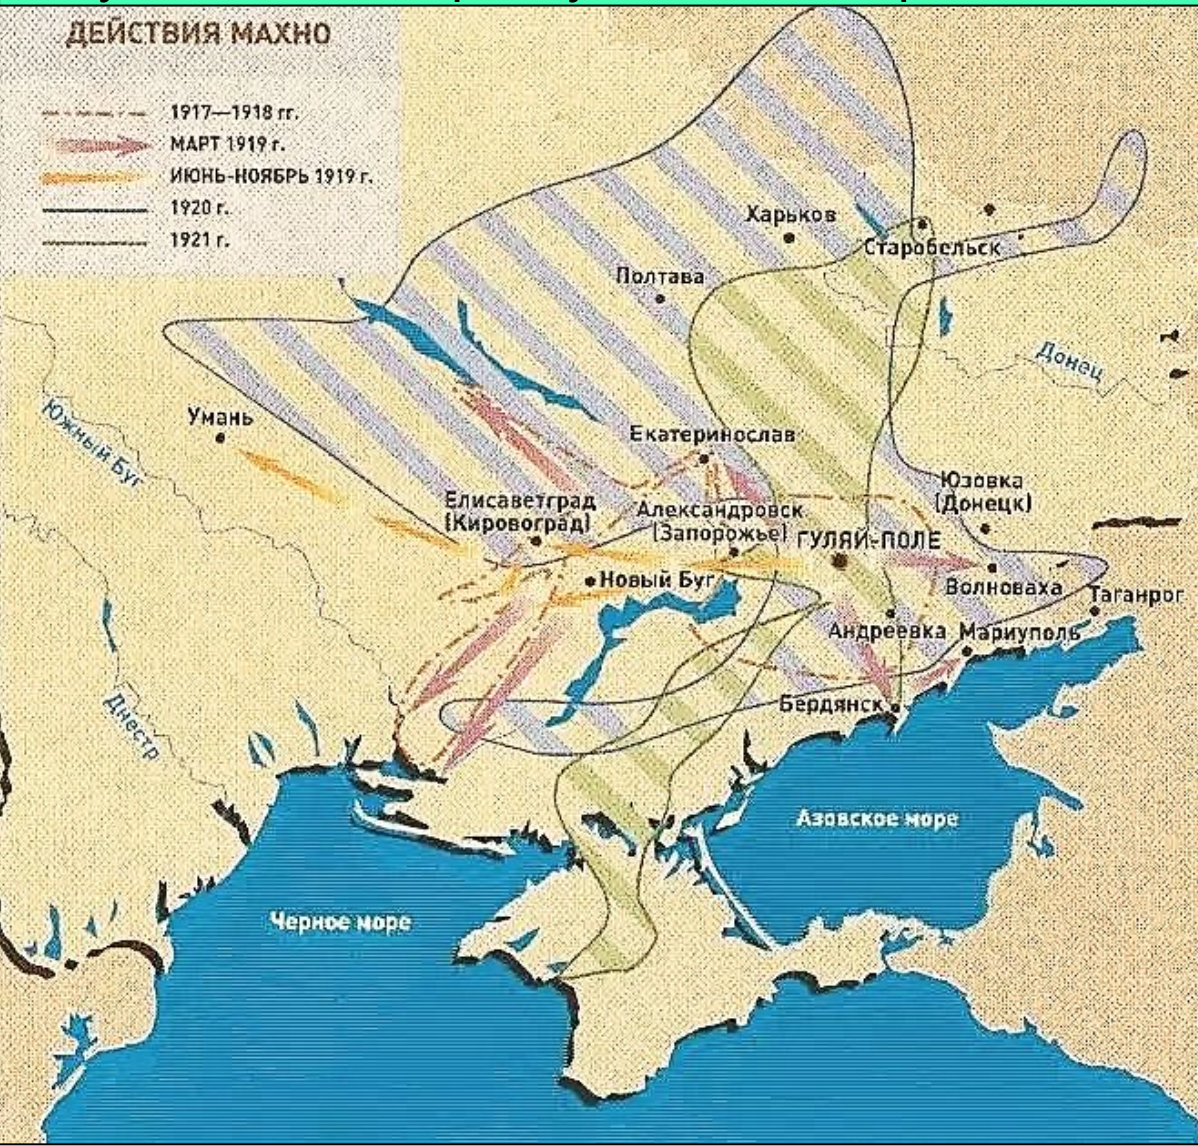 ДЕЙСТВИЯ МАХНО
1917—1918 гг.
МАРТ 1919 г.
ИЮНЬ-НОЯБРЬ 1919 г.
1920 г.
1921 г.
Харьков
Старобельск
Полтава
Донец
Умань
Южный Буг
Екатеринослав
Юзовка
(Донецк)
Елисаветград
(Кировоград)
Александровск
(Запорожье)
ГУЛЯЙ-ПОЛЕ
Новый Буг
Волноваха
Таганрог
Андреевка
Мариуполь
Бердянск
Днестр
Азовское море
Черное море